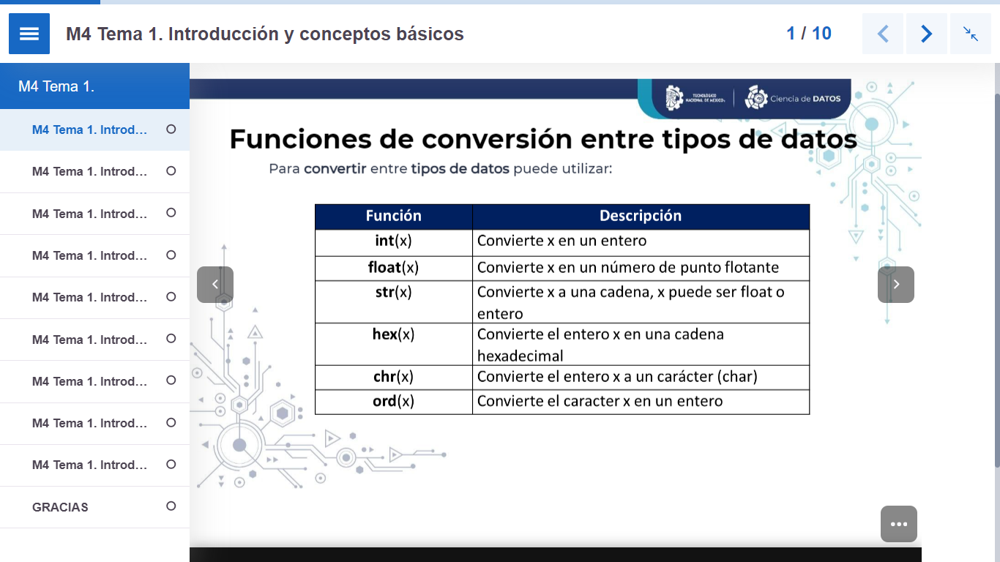 M4 Tema 1. Introducción y conceptos básicos
1 / 10
M4 Tema 1.
M4 Tema 1. Introd...
M4 Tema 1. Introd...
M4 Tema 1. Introd...
M4 Tema 1. Introd...
M4 Tema 1. Introd...
M4 Tema 1. Introd...
M4 Tema 1. Introd...
M4 Tema 1. Introd...
M4 Tema 1. Introd...
GRACIAS
TECNOLÓGICO
NACIONAL DE MÉXICO
Ciencia de DATOS
Funciones de conversión entre tipos de datos
Para convertir entre tipos de datos puede utilizar:
Función Descripción
int(x) Convierte x en un entero
float(x) Convierte x en un número de punto flotante
str(x) Convierte x a una cadena, x puede ser float o
entero
hex(x) Convierte el entero x en una cadena
hexadecimal
chr(x) Convierte el entero x a un carácter (char)
ord(x) Convierte el caracter x en un entero